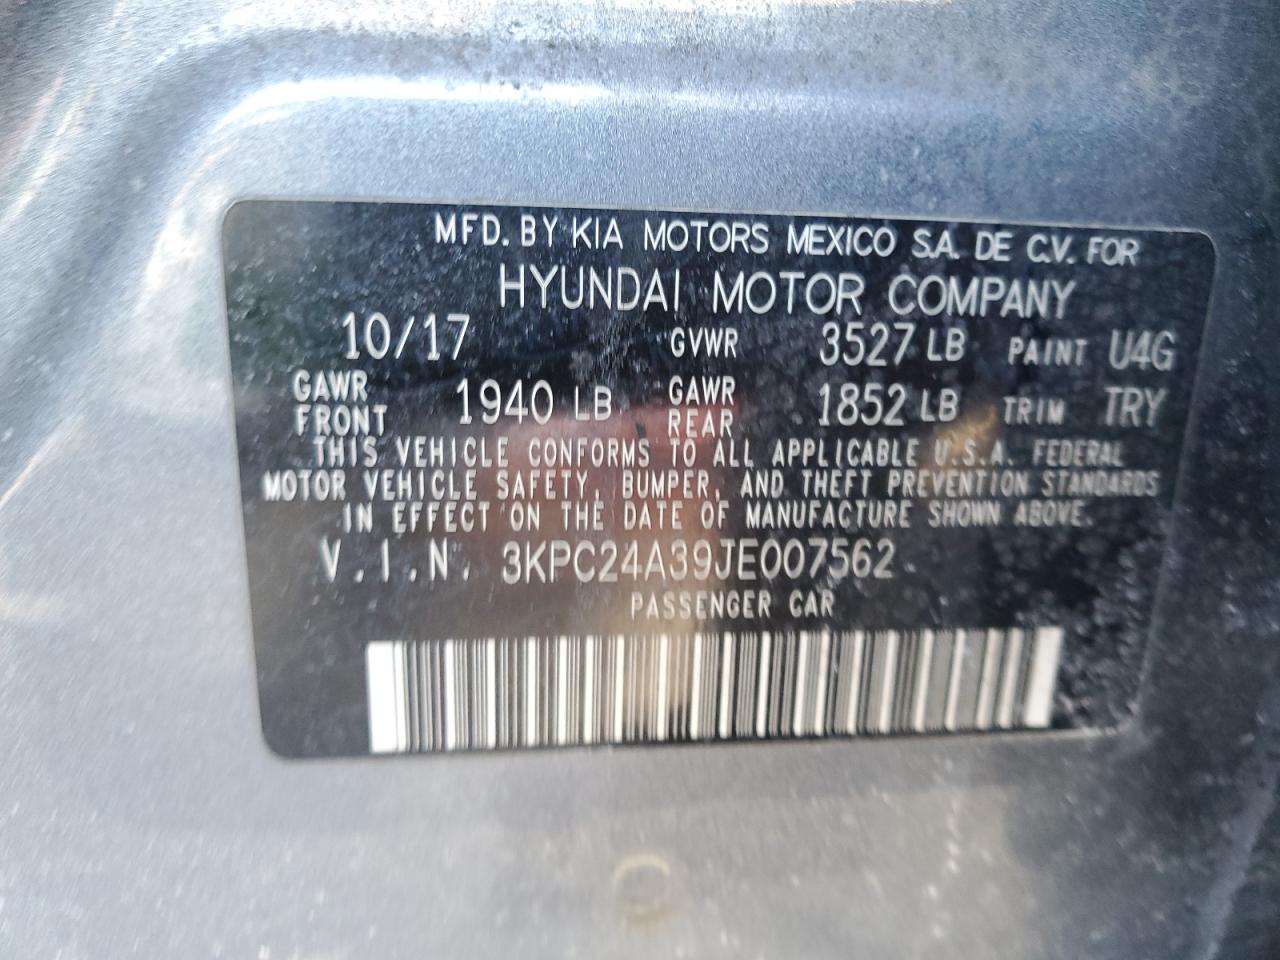 MFD. BY KIA MOTORS MEXICO S.A. DE C.V. FOR
HYUNDAI MOTOR COMPANY
10/17 GVWR 3527 LB PAINT U4G
GAWR FRONT 1940 LB GAWR REAR 1852 LB TRIM TRY
THIS VEHICLE CONFORMS TO ALL APPLICABLE U.S.A. FEDERAL
MOTOR VEHICLE SAFETY, BUMPER, AND THEFT PREVENTION STANDARDS
IN EFFECT ON THE DATE OF MANUFACTURE SHOWN ABOVE.
V.I.N. 3KPC24A39JE007562
PASSENGER CAR